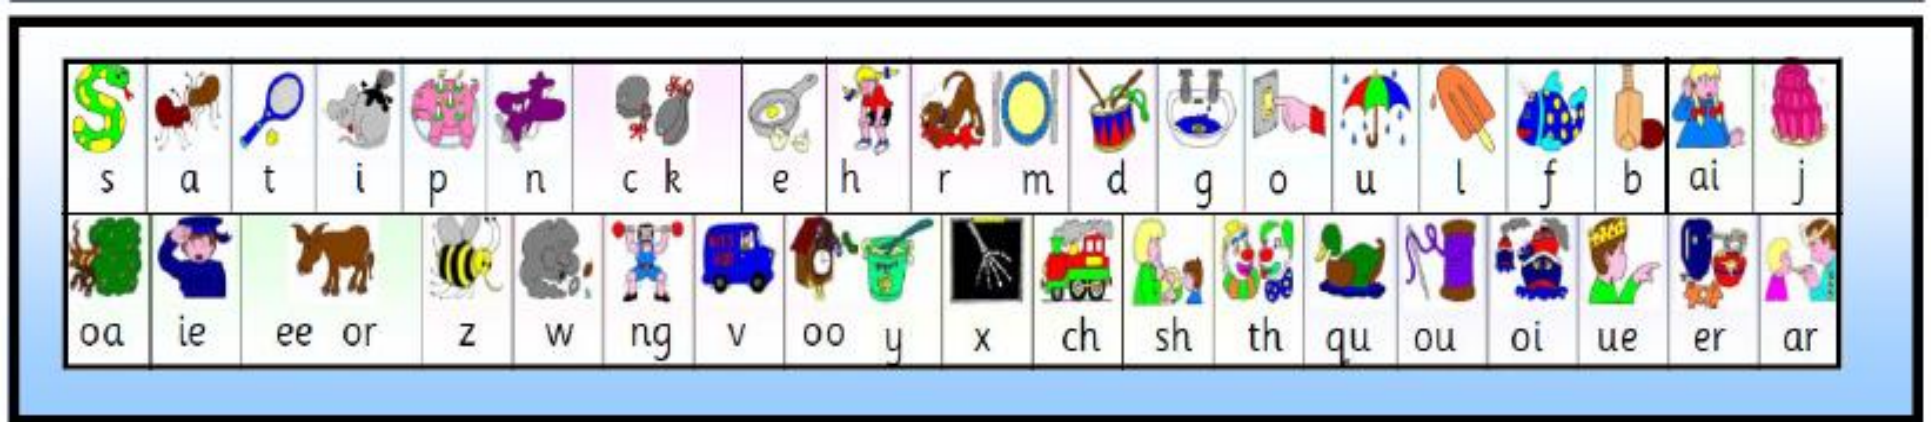 s a t i p n c k e h r m d g o u l f b ai j
oa ie ee or z w ng v oo y x ch sh th qu ou oi ue er ar